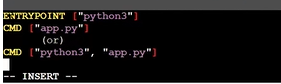 ENTRYPOINT ["python3"]
CMD ["app.py"]
(or)
CMD ["python3", "app.py"]
-- INSERT --